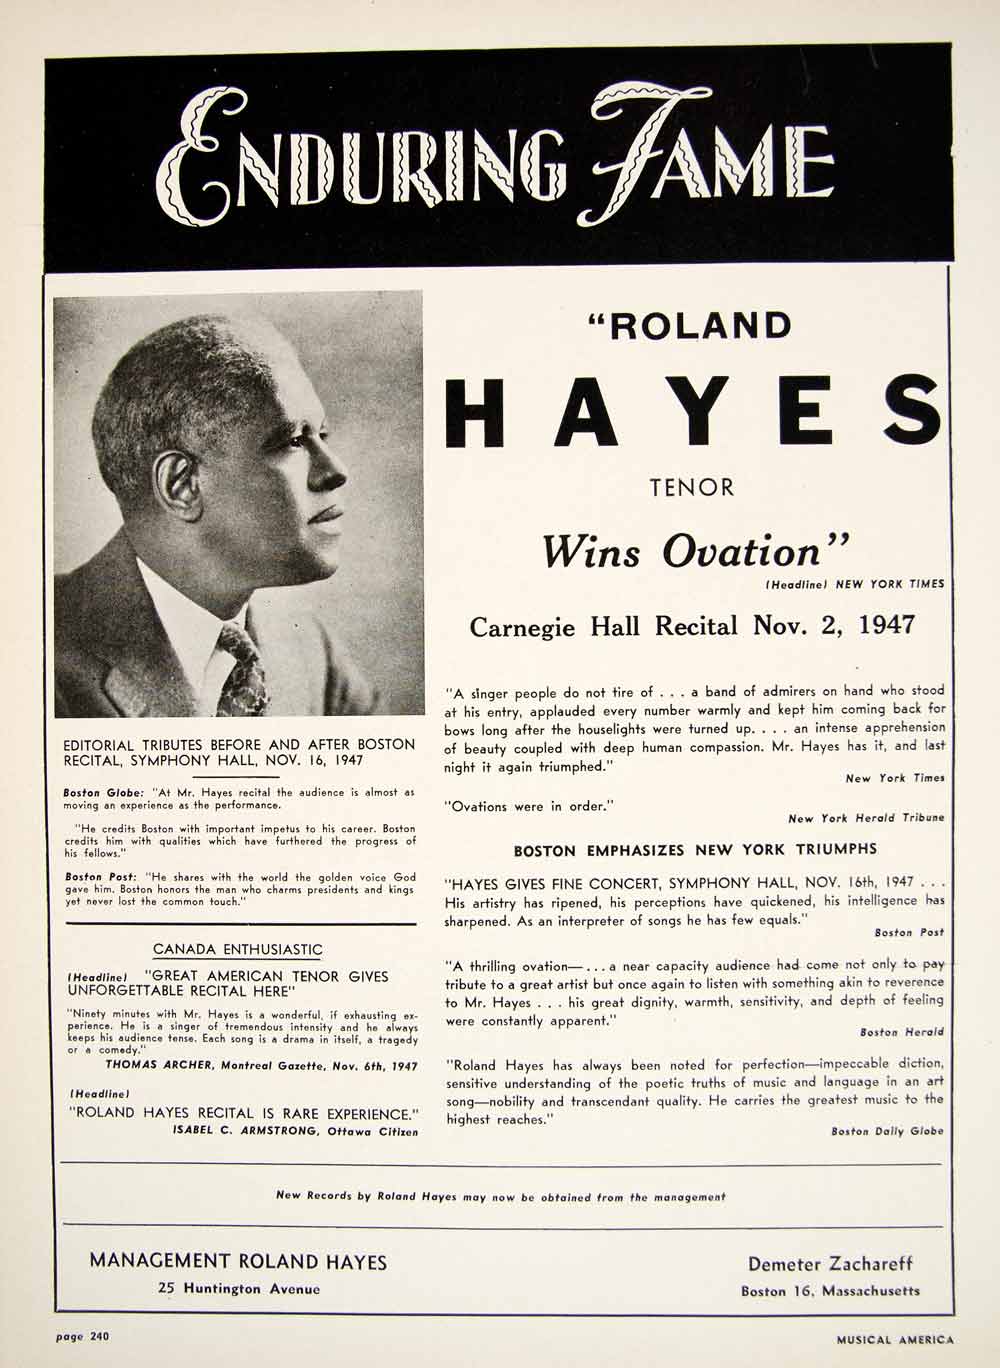 ENDURING FAME
"ROLAND
HAYES
TENOR
Wins Ovation"
(Headline) NEW YORK TIMES
Carnegie Hall Recital Nov. 2, 1947
"A singer people do not tire of . . . a band of admirers on hand who stood
at his entry, applauded every number warmly and kept him coming back for
bows long after the houselights were turned up. . . . an intense apprehension
of beauty coupled with deep human compassion. Mr. Hayes has it, and last
night it again triumphed."
New York Times
"Ovations were in order."
New York Herald Tribune
BOSTON EMPHASIZES NEW YORK TRIUMPHS
"HAYES GIVES FINE CONCERT, SYMPHONY HALL, NOV. 16th, 1947 . . .
His artistry has ripened, his perceptions have quickened, his intelligence has
sharpened. As an interpreter of songs he has few equals."
Boston Post
"A thrilling ovation— . . . a near capacity audience had come not only to pay
tribute to a great artist but once again to listen with something akin to reverence
to Mr. Hayes . . . his great dignity, warmth, sensitivity, and depth of feeling
were constantly apparent."
Boston Herald
"Roland Hayes has always been noted for perfection—impeccable diction,
sensitive understanding of the poetic truths of music and language in an art
song—nobility and transcendant quality. He carries the greatest music to the
highest reaches."
Boston Daily Globe
EDITORIAL TRIBUTES BEFORE AND AFTER BOSTON
RECITAL, SYMPHONY HALL, NOV. 16, 1947
Boston Globe: "At Mr. Hayes recital the audience is almost as
moving an experience as the performance.
"He credits Boston with important impetus to his career. Boston
credits him with qualities which have furthered the progress of
his fellows."
Boston Post: "He shares with the world the golden voice God
gave him. Boston honors the man who charms presidents and kings
yet never lost the common touch."
CANADA ENTHUSIASTIC
(Headline) "GREAT AMERICAN TENOR GIVES
UNFORGETTABLE RECITAL HERE"
"Ninety minutes with Mr. Hayes is a wonderful, if exhausting ex-
perience. He is a singer of tremendous intensity and he always
keeps his audience tense. Each song is a drama in itself, a tragedy
or a comedy."
THOMAS ARCHER, Montreal Gazette, Nov. 6th, 1947
(Headline)
"ROLAND HAYES RECITAL IS RARE EXPERIENCE."
ISABEL C. ARMSTRONG, Ottawa Citizen
New Records by Roland Hayes may now be obtained from the management
MANAGEMENT ROLAND HAYES
25 Huntington Avenue
Demeter Zachareff
Boston 16, Massachusetts
page 240
MUSICAL AMERICA